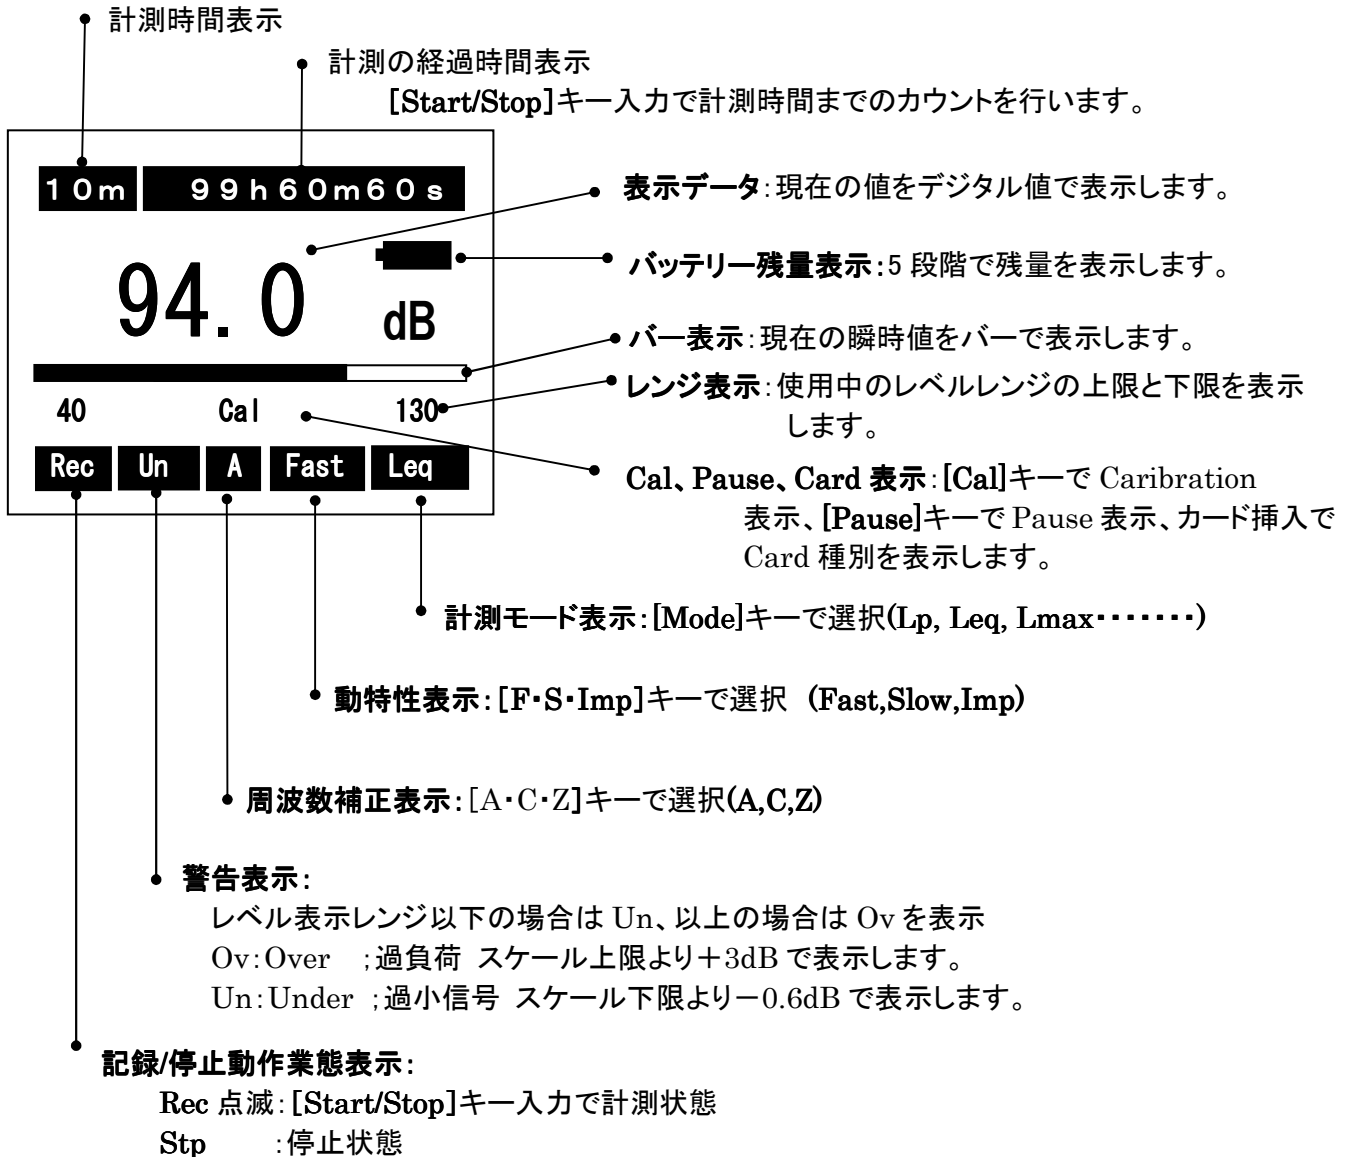 計測時間表示
計測の経過時間表示
[Start/Stop]キー入力で計測時間までのカウントを行います。
10m 99h60m60s
表示データ:現在の値をデジタル値で表示します。
バッテリー残量表示:5 段階で残量を表示します。
94.0 dB
バー表示:現在の瞬時値をバーで表示します。
レンジ表示:使用中のレベルレンジの上限と下限を表示
します。
40 Cal 130
Rec Un A Fast Leq
Cal、Pause、Card 表示:[Cal]キーで Caribration
表示、[Pause]キーで Pause 表示、カード挿入で
Card 種別を表示します。
計測モード表示:[Mode]キーで選択(Lp, Leq, Lmax・・・・・・・)
動特性表示:[F・S・Imp]キーで選択 (Fast,Slow,Imp)
周波数補正表示:[A・C・Z]キーで選択(A,C,Z)
警告表示:
レベル表示レンジ以下の場合は Un、以上の場合は Ov を表示
Ov:Over ;過負荷 スケール上限より+3dB で表示します。
Un:Under ;過小信号 スケール下限より-0.6dB で表示します。
記録/停止動作業態表示:
Rec 点滅:[Start/Stop]キー入力で計測状態
Stp :停止状態